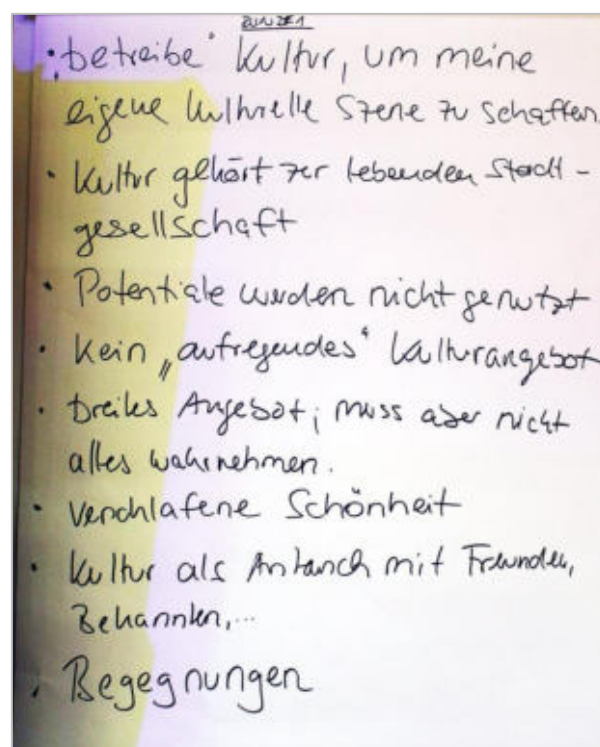 • „betreibe“ Kultur, um meine
eigene kulturelle Szene zu schaffen.
• Kultur gehört zur lebenden Stadt-
gesellschaft
• Potentiale werden nicht genutzt
• Kein „aufregendes“ Kulturangebot
• Breites Angebot; muss aber nicht
alles wahrnehmen.
• Verschlafene Schönheit
• Kultur als Austausch mit Freunden,
Bekannten,...
• Begegnungen